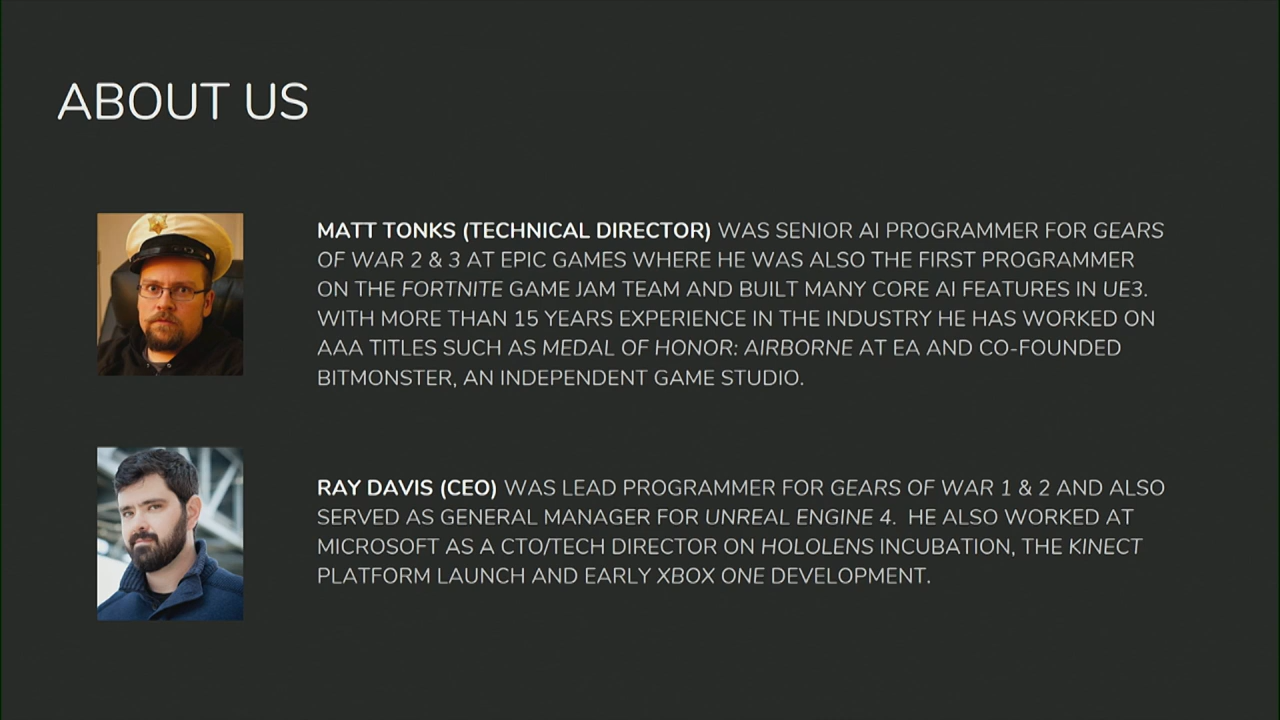 ABOUT US
MATT TONKS (TECHNICAL DIRECTOR) WAS SENIOR AI PROGRAMMER FOR GEARS
OF WAR 2 & 3 AT EPIC GAMES WHERE HE WAS ALSO THE FIRST PROGRAMMER
ON THE FORTNITE GAME JAM TEAM AND BUILT MANY CORE AI FEATURES IN UE3.
WITH MORE THAN 15 YEARS EXPERIENCE IN THE INDUSTRY HE HAS WORKED ON
AAA TITLES SUCH AS MEDAL OF HONOR: AIRBORNE AT EA AND CO-FOUNDED
BITMONSTER, AN INDEPENDENT GAME STUDIO.
RAY DAVIS (CEO) WAS LEAD PROGRAMMER FOR GEARS OF WAR 1 & 2 AND ALSO
SERVED AS GENERAL MANAGER FOR UNREAL ENGINE 4. HE ALSO WORKED AT
MICROSOFT AS A CTO/TECH DIRECTOR ON HOLOLENS INCUBATION, THE KINECT
PLATFORM LAUNCH AND EARLY XBOX ONE DEVELOPMENT.